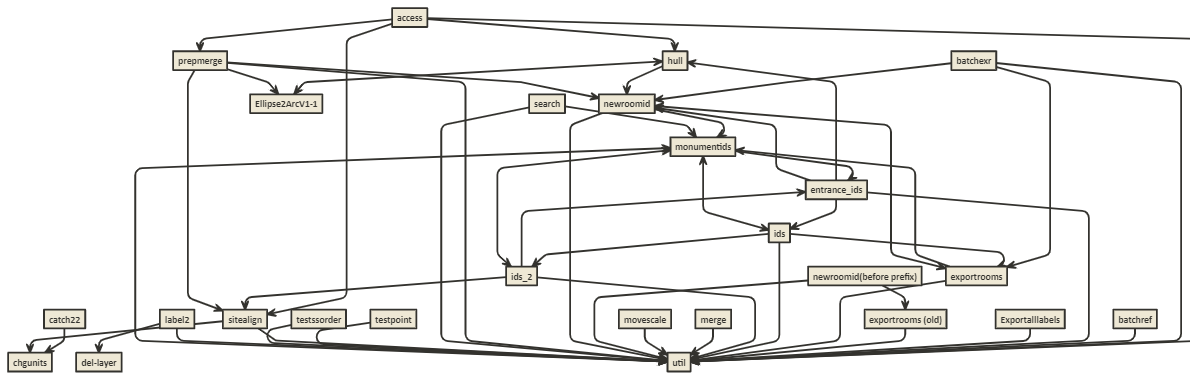 access
prepmerge
hull
batchexr
Ellipse2ArcV1-1
search
newroomid
monumentids
entrance_ids
ids
ids_2
newroomid(before prefix)
exportrooms
catch22
label2
sitealign
testssorder
testpoint
movescale
merge
exportrooms (old)
Exportalllabels
batchref
chgunits
del-layer
util